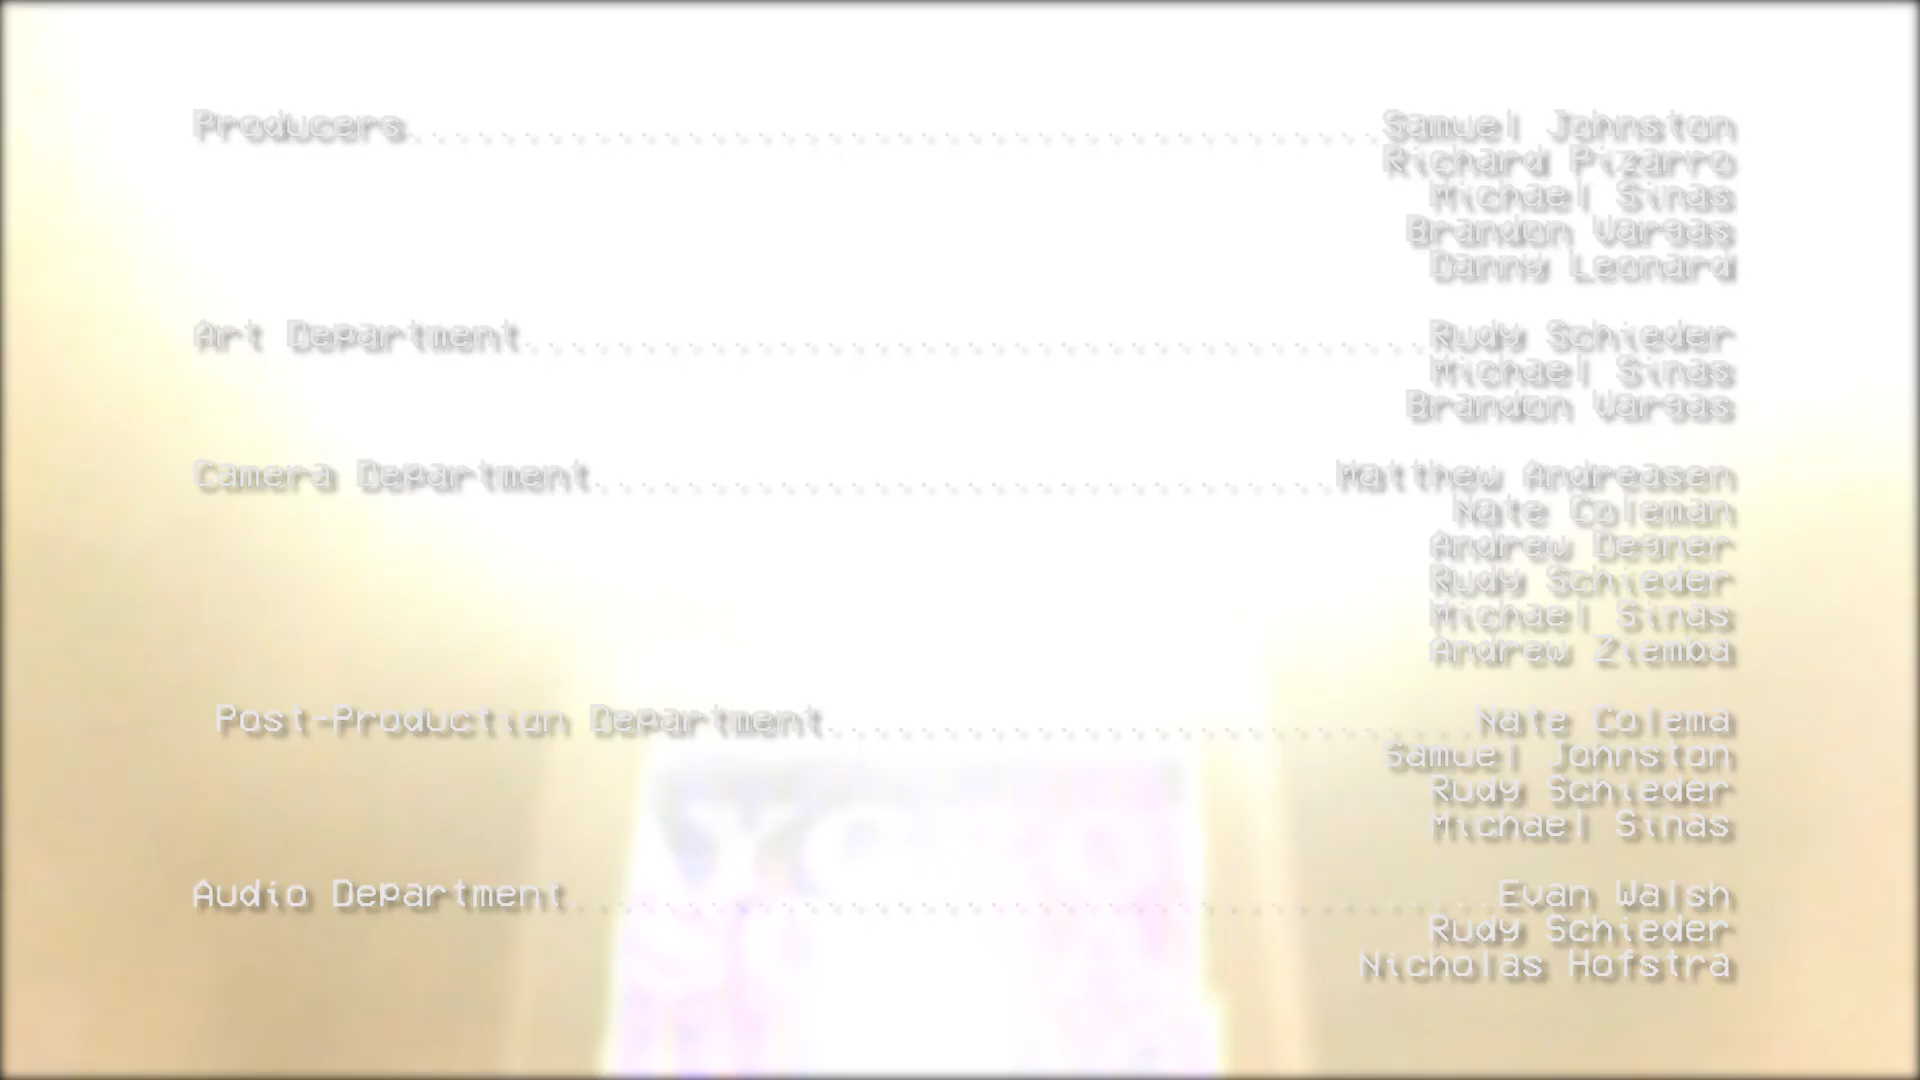 Producers........................................Samuel Johnston
Richard Pizarro
Michael Sinas
Brandon Vargas
Danny Leonard
Art Department......................................Rudy Schieder
Michael Sinas
Brandon Vargas
Camera Department...............................Matthew Andreasen
Nate Coleman
Andrew Degner
Rudy Schieder
Michael Sinas
Andrew Ziemba
Post-Production Department...........................Nate Colema
Samuel Johnston
Rudy Schieder
Michael Sinas
Audio Department.......................................Evan Walsh
Rudy Schieder
Nicholas Hofstra